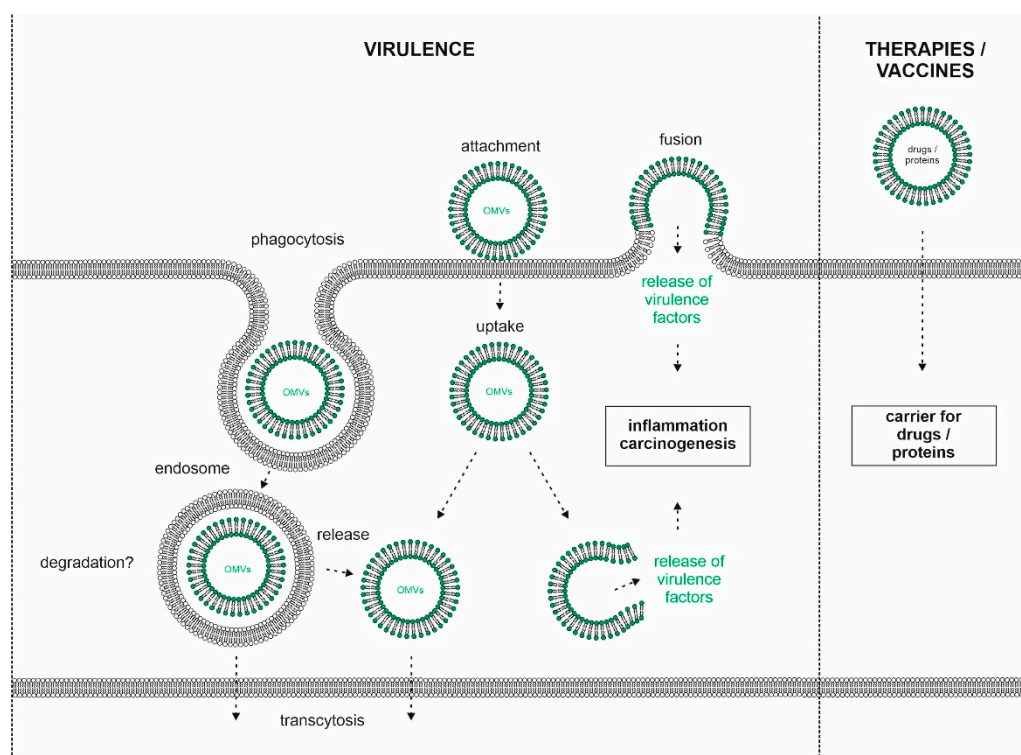 VIRULENCE
THERAPIES /
VACCINES
attachment
fusion
drugs /
proteins
OMVs
phagocytosis
release of
virulence
factors
uptake
OMVs
OMVs
inflammation
carcinogenesis
carrier for
drugs /
proteins
endosome
release
degradation?
OMVs
OMVs
release of
virulence
factors
transcytosis